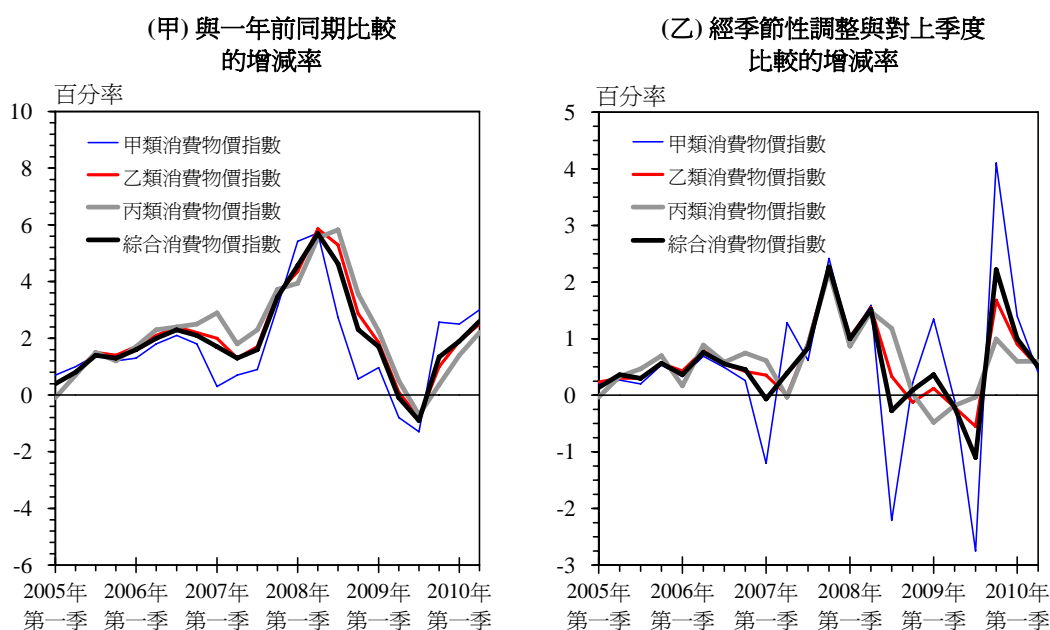 (甲) 與一年前同期比較
的增減率
百分率
10
8
6
4
2
0
-2
-4
-6
甲類消費物價指數
乙類消費物價指數
丙類消費物價指數
綜合消費物價指數
2005年 2006年 2007年 2008年 2009年 2010年
第一季 第一季 第一季 第一季 第一季 第一季
(乙) 經季節性調整與對上季度
比較的增減率
百分率
5
4
3
2
1
0
-1
-2
-3
甲類消費物價指數
乙類消費物價指數
丙類消費物價指數
綜合消費物價指數
2005年 2006年 2007年 2008年 2009年 2010年
第一季 第一季 第一季 第一季 第一季 第一季